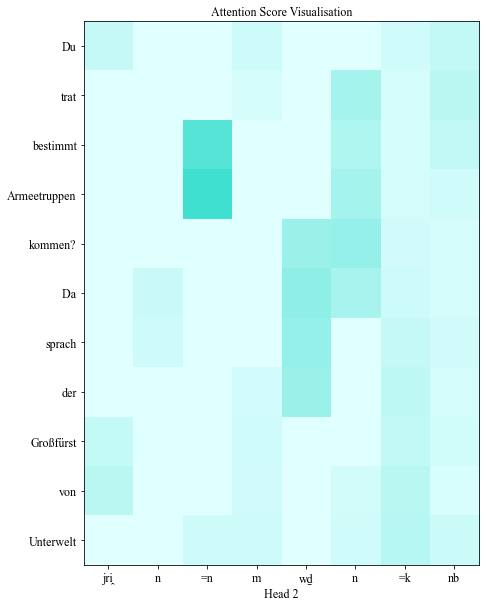 Attention Score Visualisation
Du
trat
bestimmt
Armeetruppen
kommen?
Da
sprach
der
Großfürst
von
Unterwelt
jri̯ n =n m wḏ n =k nb
Head 2